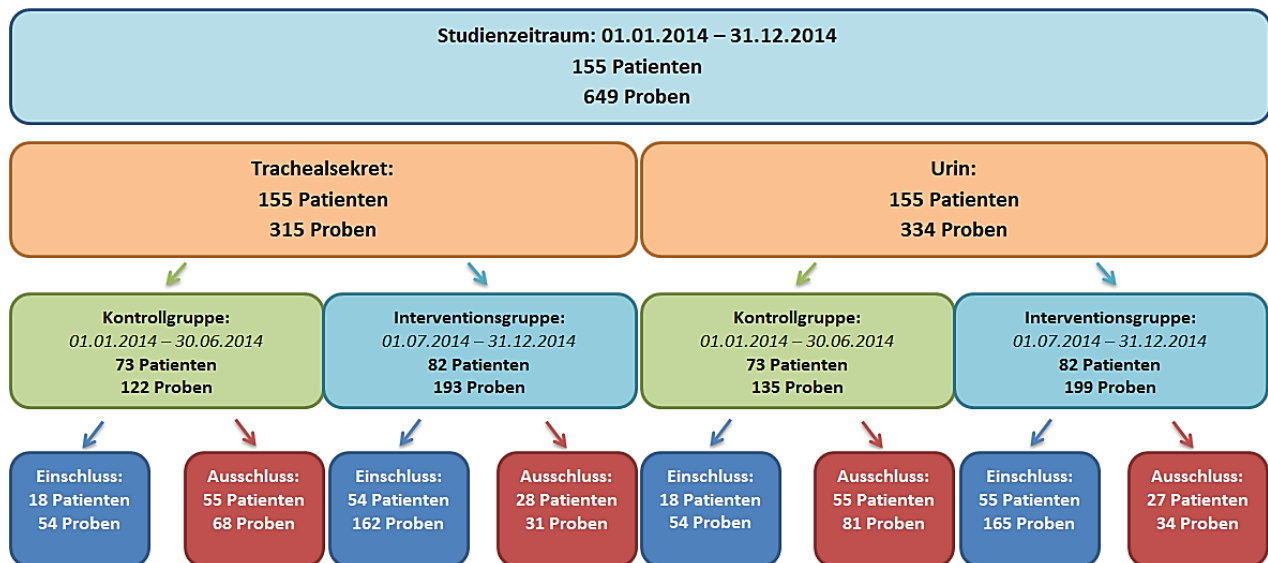 Studienzeitraum: 01.01.2014 – 31.12.2014
155 Patienten
649 Proben
Trachealsekret:
155 Patienten
315 Proben
Urin:
155 Patienten
334 Proben
Kontrollgruppe:
01.01.2014 – 30.06.2014
73 Patienten
122 Proben
Interventionsgruppe:
01.07.2014 – 31.12.2014
82 Patienten
193 Proben
Kontrollgruppe:
01.01.2014 – 30.06.2014
73 Patienten
135 Proben
Interventionsgruppe:
01.07.2014 – 31.12.2014
82 Patienten
199 Proben
Einschluss:
18 Patienten
54 Proben
Ausschluss:
55 Patienten
68 Proben
Einschluss:
54 Patienten
162 Proben
Ausschluss:
28 Patienten
31 Proben
Einschluss:
18 Patienten
54 Proben
Ausschluss:
55 Patienten
81 Proben
Einschluss:
55 Patienten
165 Proben
Ausschluss:
27 Patienten
34 Proben